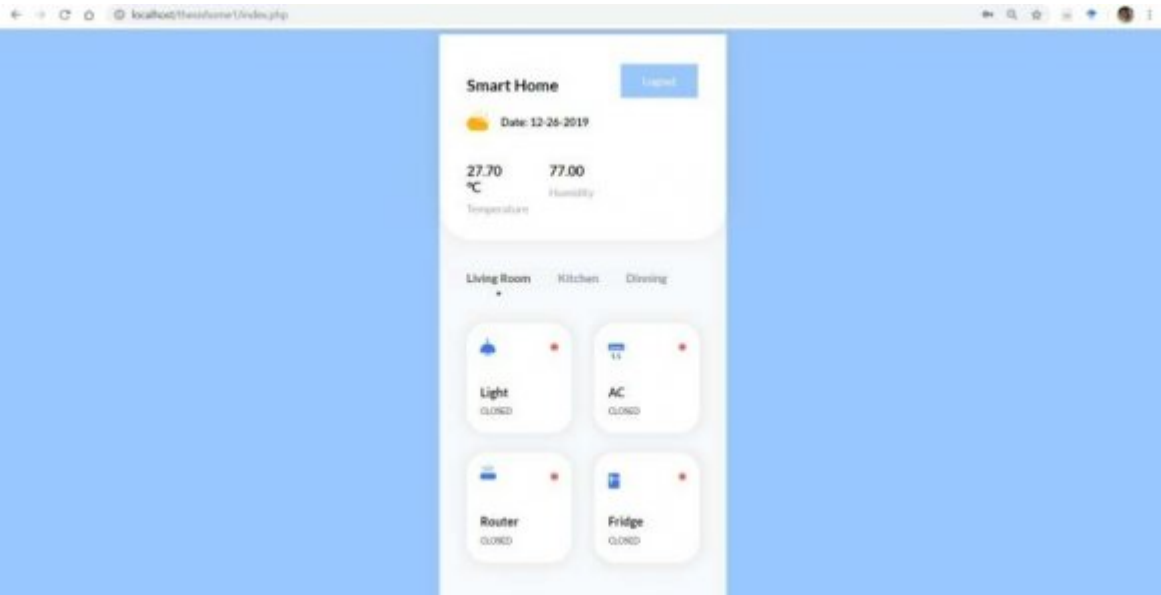 localhost/thesishome1/index.php
Smart Home
Logout
Date: 12-26-2019
27.70 77.00
°C
Humidity
Temperature
Living Room Kitchen Dinning
Light AC
CLOSED CLOSED
Router Fridge
CLOSED CLOSED